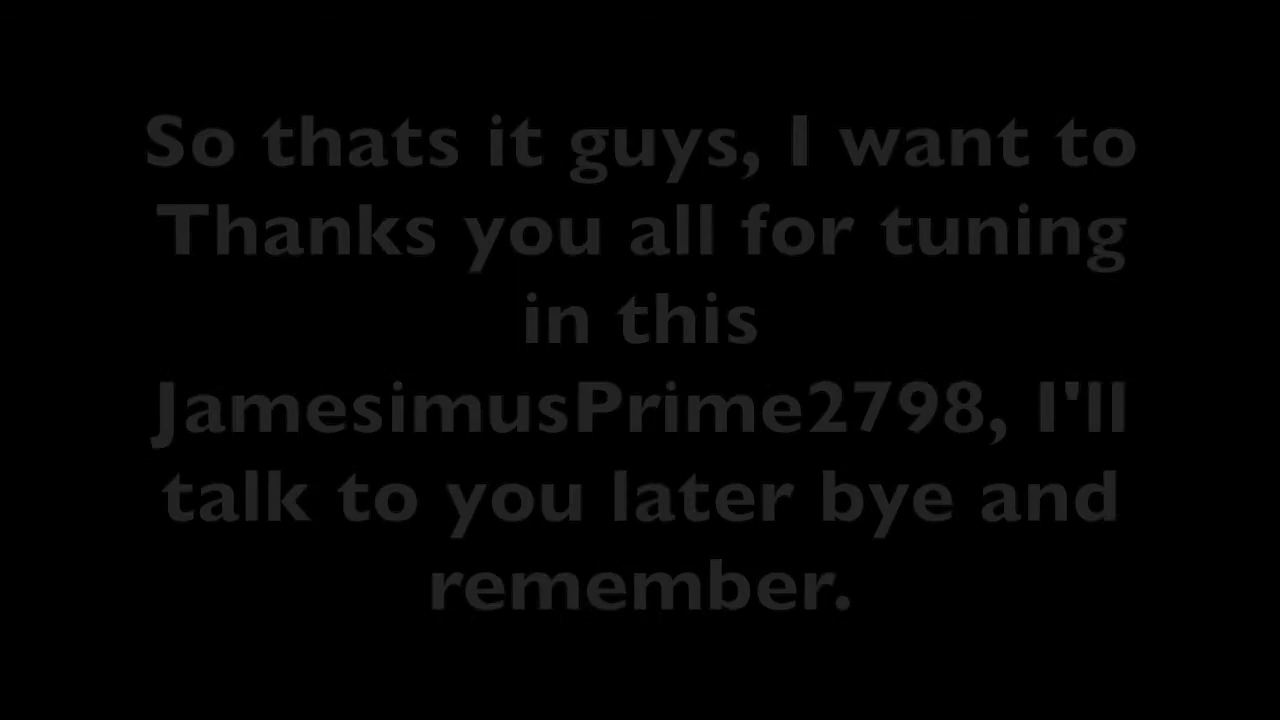 So thats it guys, I want to
Thanks you all for tuning
in this
JamesimusPrime2798, I'll
talk to you later bye and
remember.